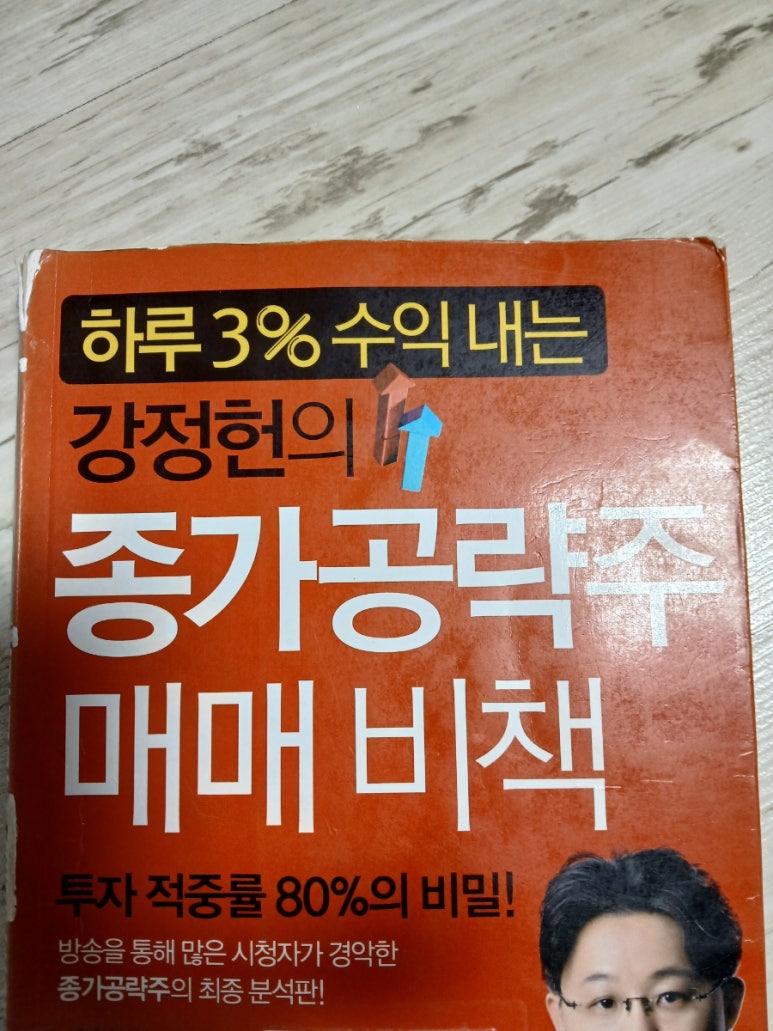 하루 3% 수익 내는
강정헌의
종가공략주
매매 비책
투자 적중률 80%의 비밀!
방송을 통해 많은 시청자가 경악한
종가공략주의 최종 분석판!